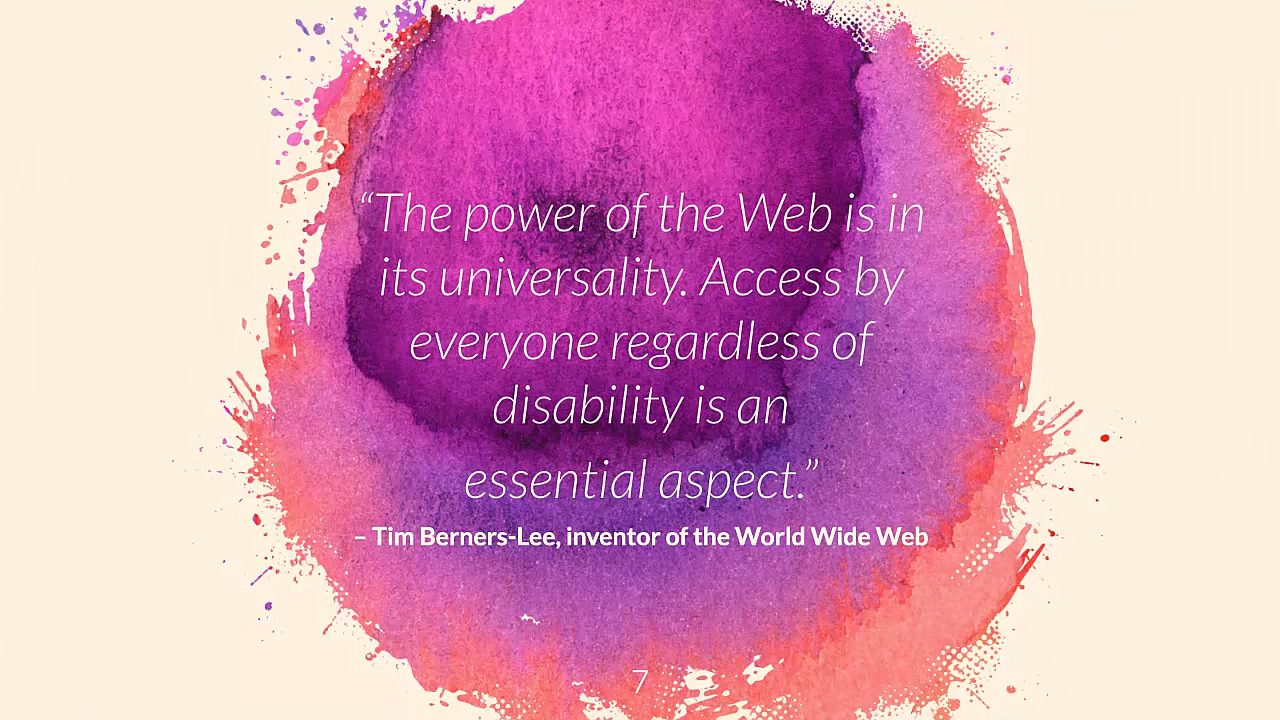 “The power of the Web is in
its universality. Access by
everyone regardless of
disability is an
essential aspect.”
– Tim Berners-Lee, inventor of the World Wide Web
7